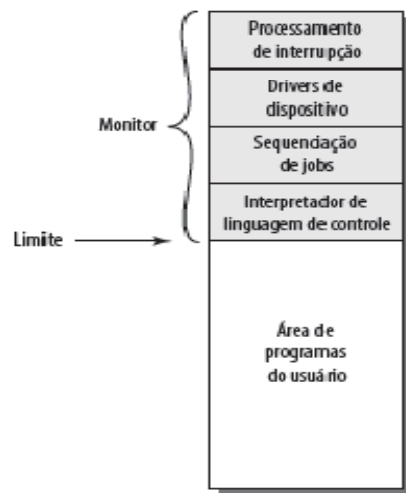 Processamento
de interrupção
Drivers de
dispositivo
Monitor
Sequenciação
de jobs
Interpretador de
linguagem de controle
Limite
Área de
programas
do usuário